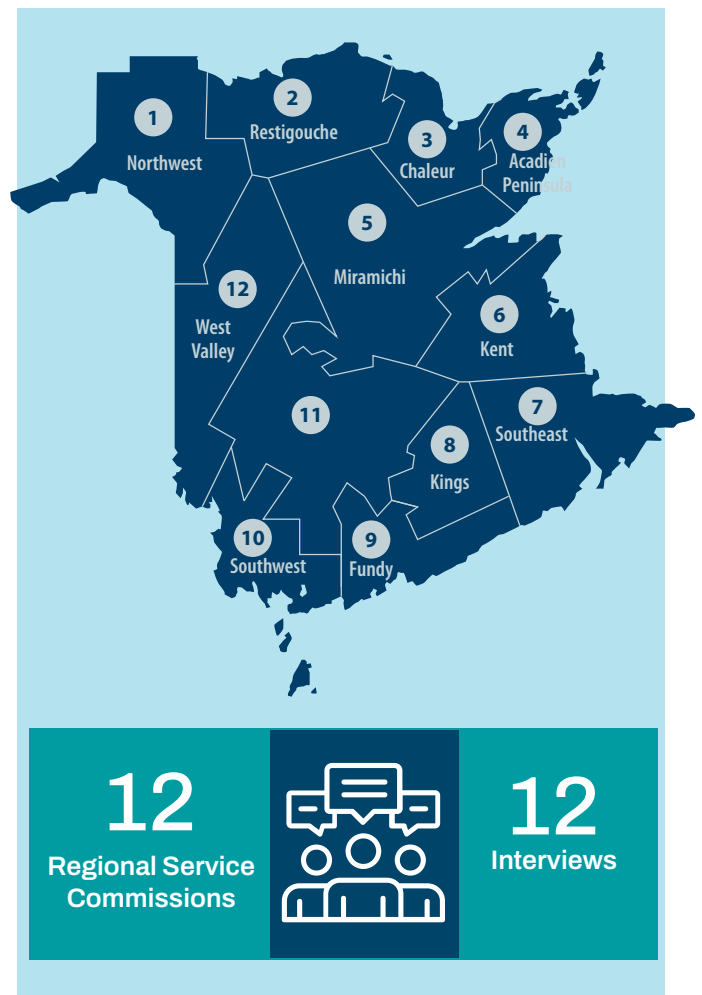 1
Northwest
2
Restigouche
3
Chaleur
4
Acadien
Peninsula
5
Miramichi
12
West
Valley
6
Kent
11
7
Southeast
8
Kings
10
Southwest
9
Fundy
12
Regional Service
Commissions
12
Interviews